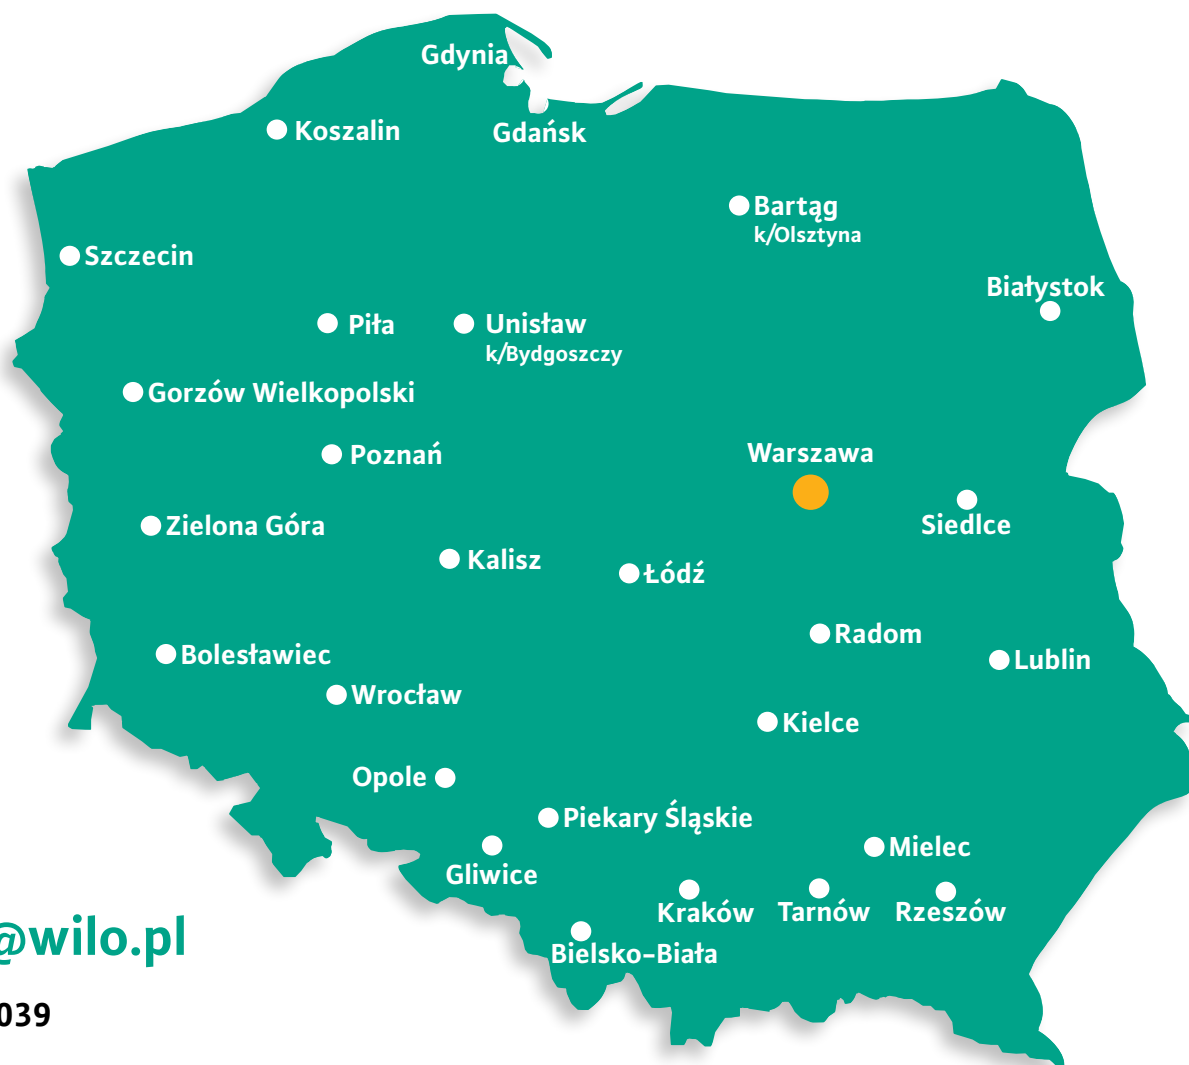 Gdynia
Koszalin
Gdańsk
Bartąg
k/Olsztyna
Szczecin
Białystok
Piła
Unisław
k/Bydgoszczy
Gorzów Wielkopolski
Poznań
Warszawa
Siedlce
Zielona Góra
Kalisz
Łódź
Radom
Bolesławiec
Lublin
Wrocław
Kielce
Opole
Piekary Śląskie
Mielec
Gliwice
Kraków
Tarnów
Rzeszów
@wilo.pl
Bielsko-Biała
039